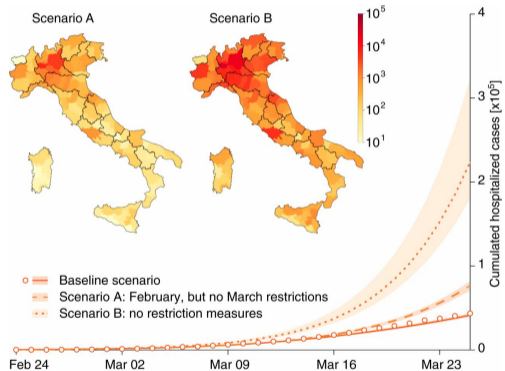 Scenario A
Scenario B
10⁵
10⁴
10³
10²
10¹
4
3
2
1
0
Cumulated hospitalized cases [x10⁵]
Baseline scenario
Scenario A: February, but no March restrictions
Scenario B: no restriction measures
Feb 24
Mar 02
Mar 09
Mar 16
Mar 23